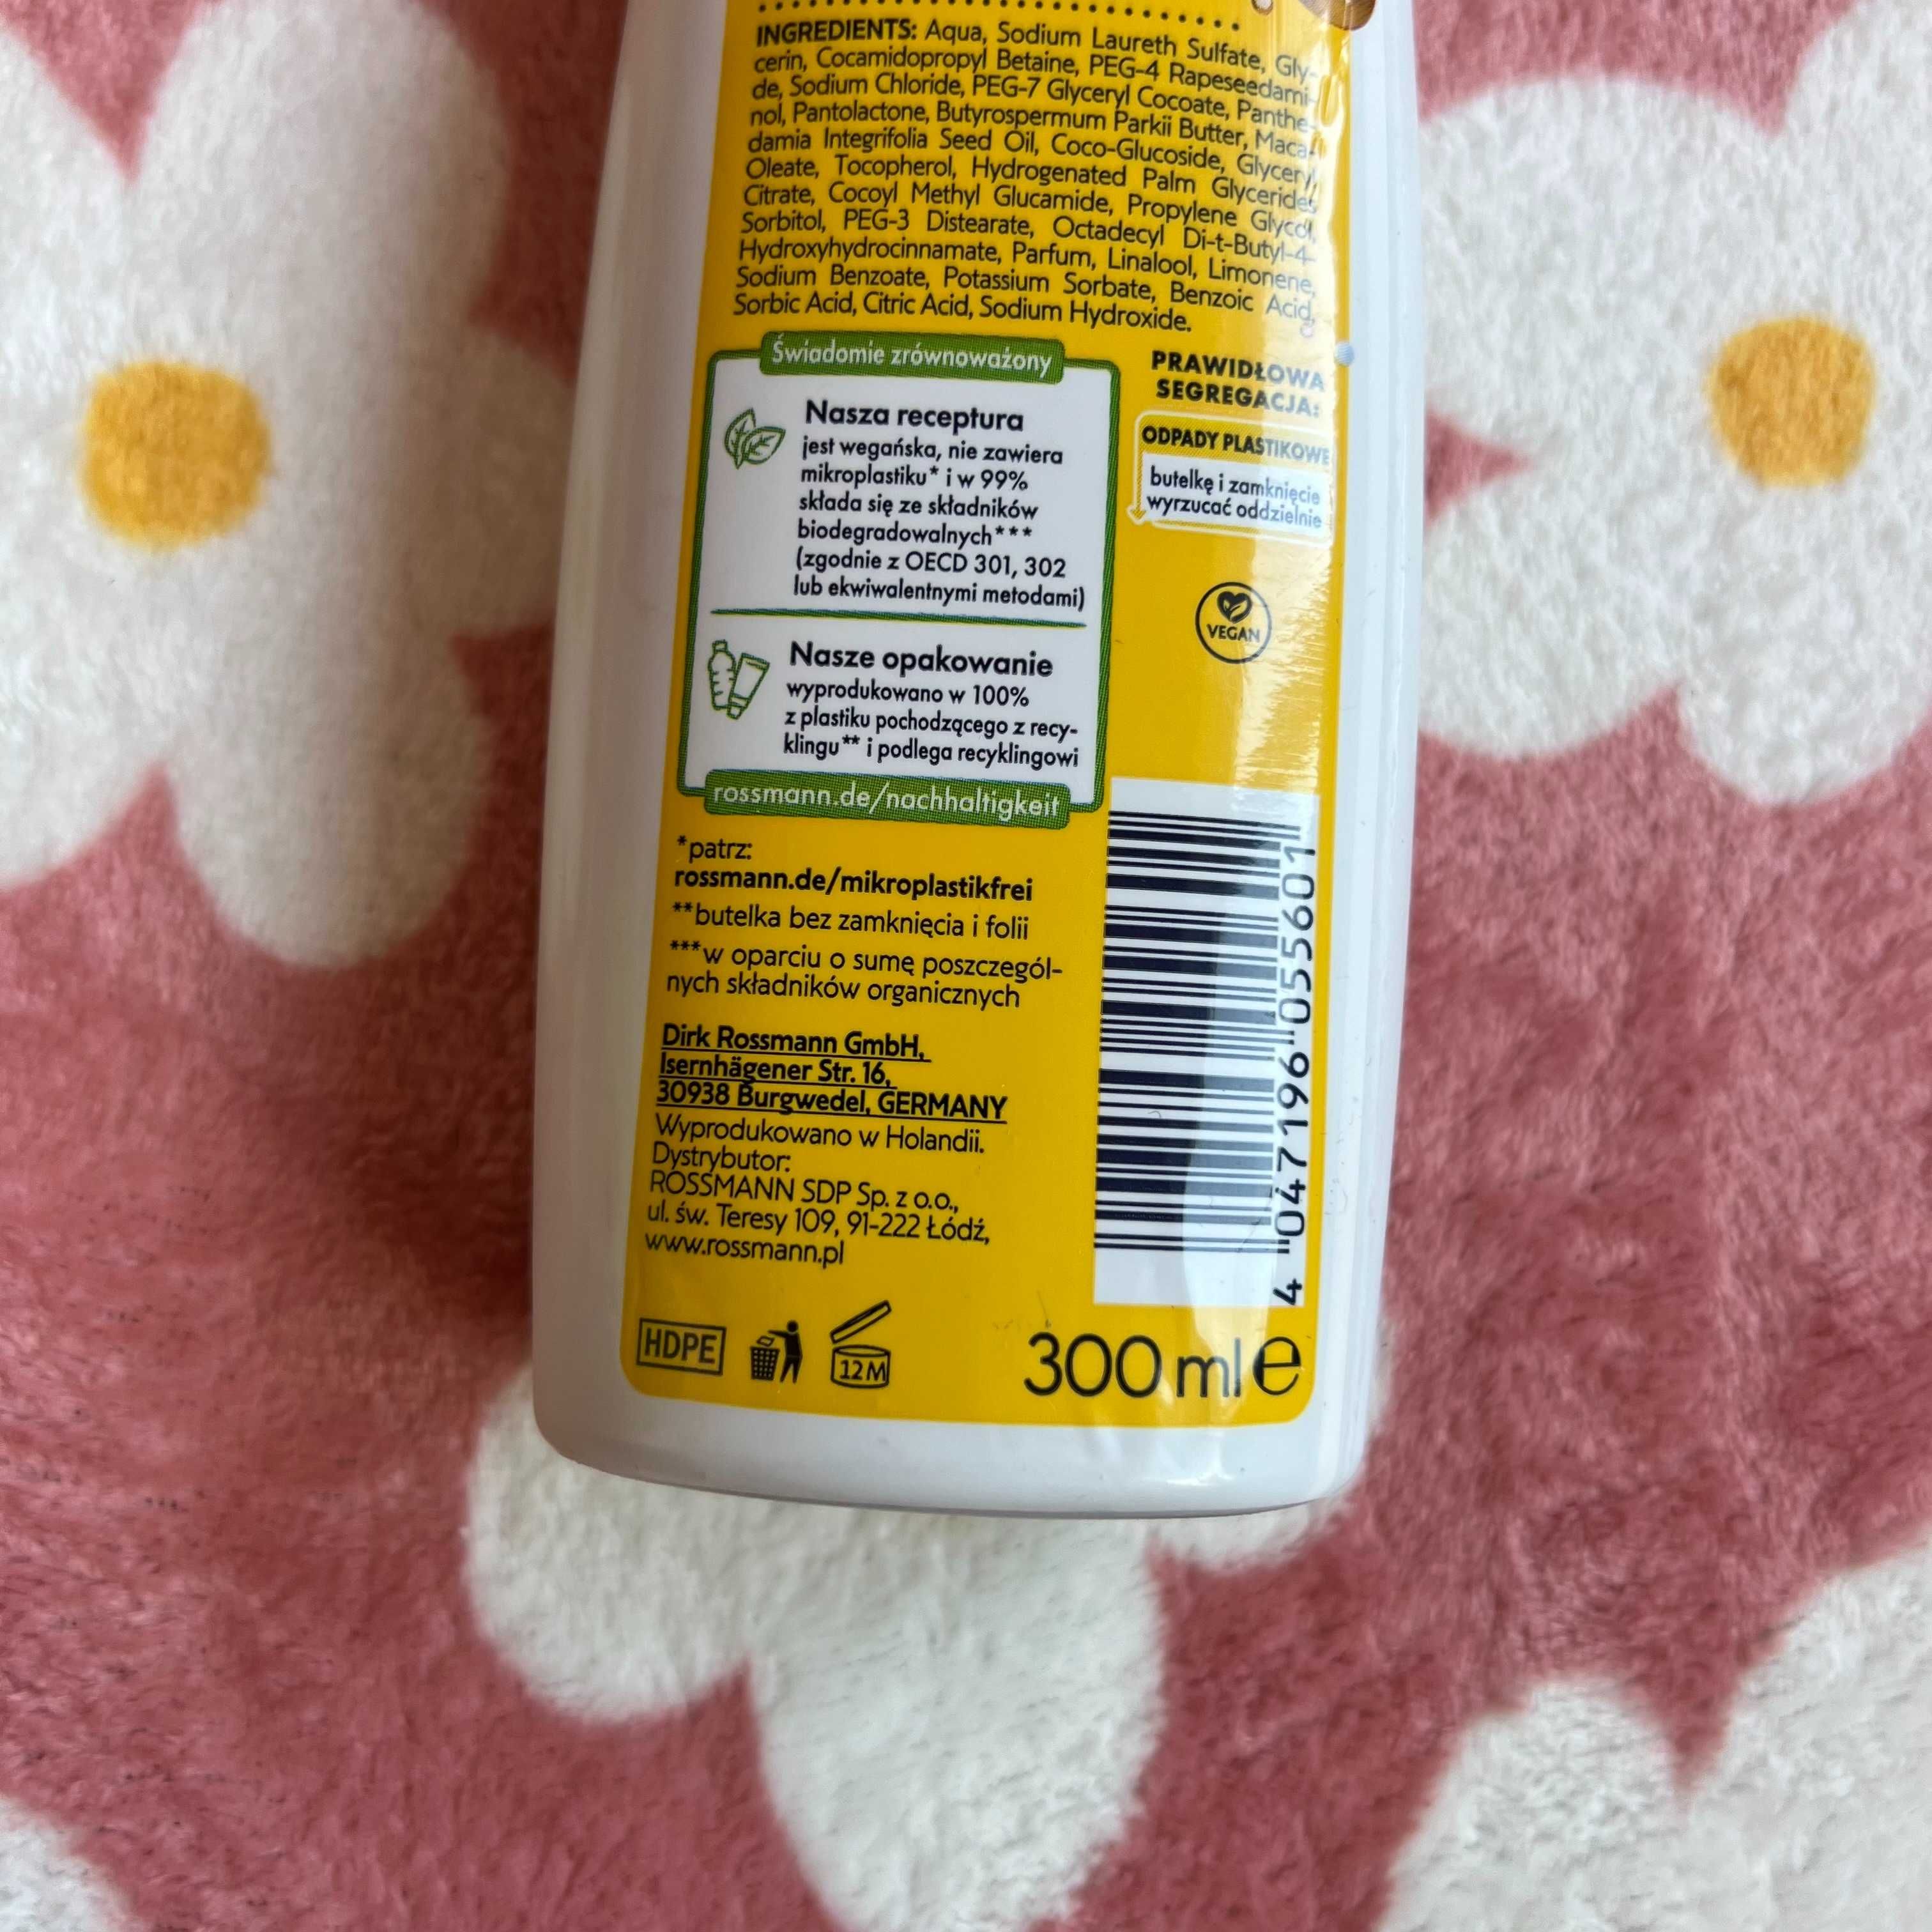 INGREDIENTS: Aqua, Sodium Laureth Sulfate, Gly-
cerin, Cocamidopropyl Betaine, PEG-4 Rapeseedami-
de, Sodium Chloride, PEG-7 Glyceryl Cocoate, Panthe-
nol, Pantolactone, Butyrospermum Parkii Butter, Maca-
damia Integrifolia Seed Oil, Coco-Glucoside, Glyceryl
Oleate, Tocopherol, Hydrogenated Palm Glycerides
Citrate, Cocoyl Methyl Glucamide, Propylene Glycol,
Sorbitol, PEG-3 Distearate, Octadecyl Di-t-Butyl-4-
Hydroxyhydrocinnamate, Parfum, Linalool, Limonene,
Sodium Benzoate, Potassium Sorbate, Benzoic Acid,
Sorbic Acid, Citric Acid, Sodium Hydroxide.
Świadomie zrównoważony
Nasza receptura
jest wegańska, nie zawiera
mikroplastiku* i w 99%
składa się ze składników
biodegradowalnych***
(zgodnie z OECD 301, 302
lub ekwiwalentnymi metodami)
Nasze opakowanie
wyprodukowano w 100%
z plastiku pochodzącego z recy-
klingu** i podlega recyklingowi
rossmann.de/nachhaltigkeit
PRAWIDŁOWA
SEGREGACJA:
ODPADY PLASTIKOWE
butelkę i zamknięcie
wyrzucać oddzielnie
VEGAN
*patrz:
rossmann.de/mikroplastikfrei
**butelka bez zamknięcia i folii
***w oparciu o sumę poszczegól-
nych składników organicznych
Dirk Rossmann GmbH,
Isernhägener Str. 16,
30938 Burgwedel, GERMANY
Wyprodukowano w Holandii.
Dystrybutor:
ROSSMANN SDP Sp. z o.o.,
ul. św. Teresy 109, 91-222 Łódź,
www.rossmann.pl
4 047196 055601
HDPE
12M
300 ml e